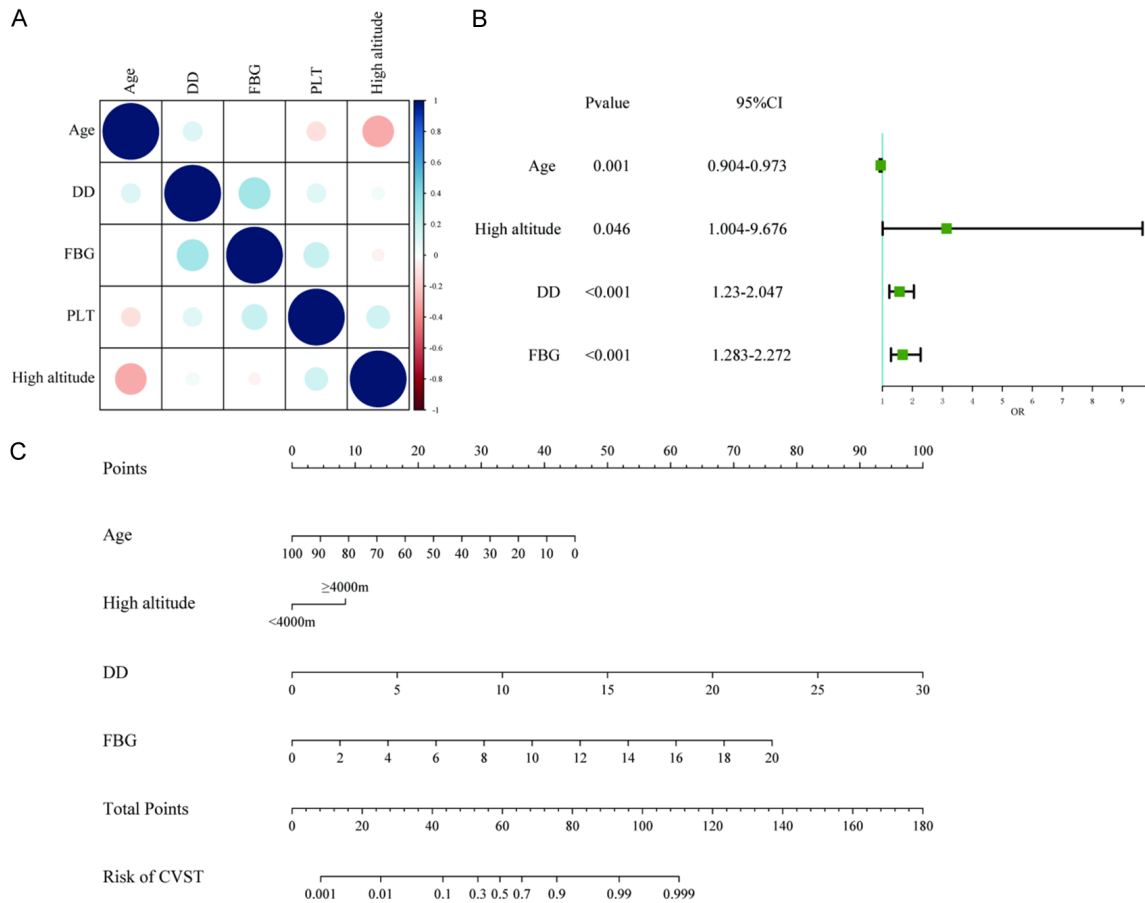 A
Age
DD
FBG
PLT
High altitude
Age
DD
FBG
PLT
High altitude
1
0.8
0.6
0.4
0.2
0
-0.2
-0.4
-0.6
-0.8
-1
B
Pvalue 95%CI
Age 0.001 0.904-0.973
High altitude 0.046 1.004-9.676
DD <0.001 1.23-2.047
FBG <0.001 1.283-2.272
1 2 3 4 5 6 7 8 9
OR
C
Points
0 10 20 30 40 50 60 70 80 90 100
Age
100 90 80 70 60 50 40 30 20 10 0
High altitude
≥4000m
<4000m
DD
0 5 10 15 20 25 30
FBG
0 2 4 6 8 10 12 14 16 18 20
Total Points
0 20 40 60 80 100 120 140 160 180
Risk of CVST
0.001 0.01 0.1 0.3 0.5 0.7 0.9 0.99 0.999